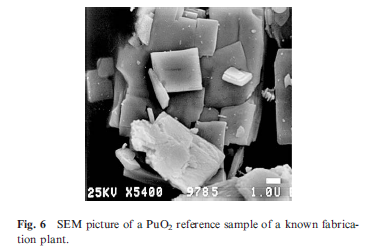 25KV X5400 9785 1.0U
Fig. 6 SEM picture of a PuO₂ reference sample of a known fabrica-
tion plant.